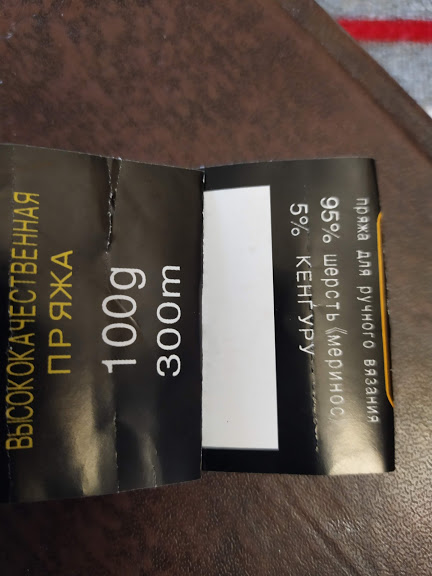 ВЫСОКОКАЧЕСТВЕННАЯ
ПРЯЖА
100g
300m
пряжа для ручного вязания
95% шерсть «меринос,
5% КЕНГУРУ